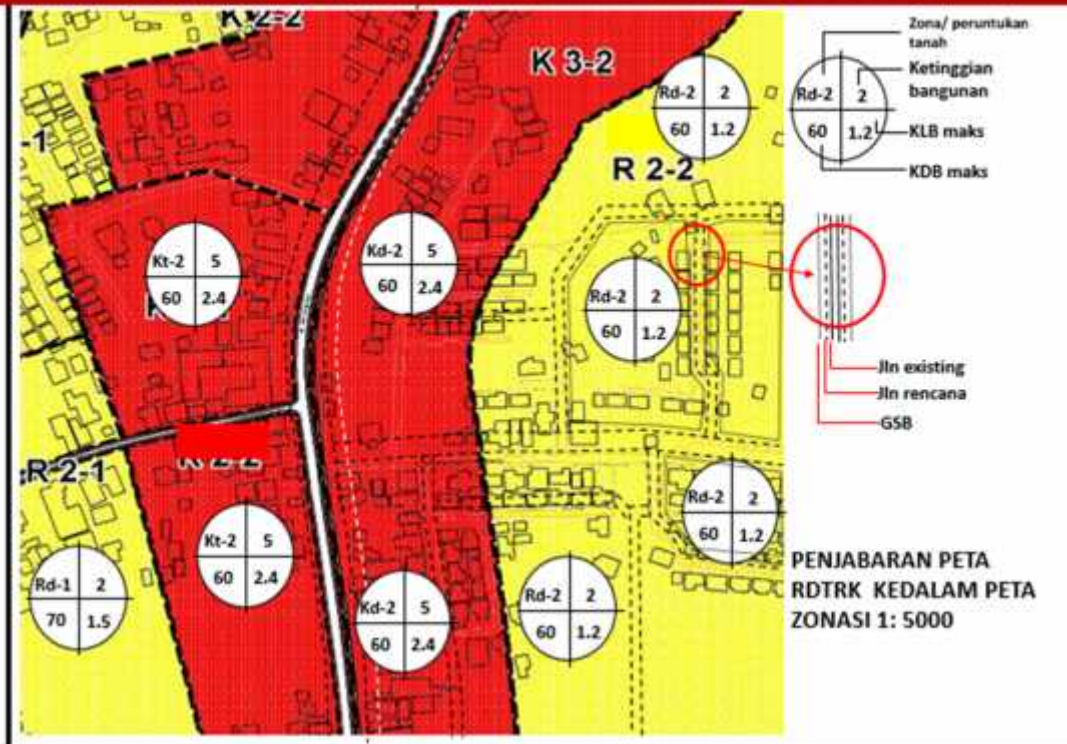 K 2-2
K 3-2
-1
R 2-2
R 2-1
Rd-2 2
60 1.2
Kt-2 5
60 2.4
Kd-2 5
60 2.4
Rd-2 2
60 1.2
Kt-2 5
60 2.4
Rd-2 2
60 1.2
Rd-1 2
70 1.5
Kd-2 5
60 2.4
Rd-2 2
60 1.2
Zona/ peruntukan
tanah
Ketinggian
bangunan
Rd-2 2
60 1.2
KLB maks
KDB maks
Jln existing
Jln rencana
GSB
PENJABARAN PETA
RDTRK KEDALAM PETA
ZONASI 1: 5000